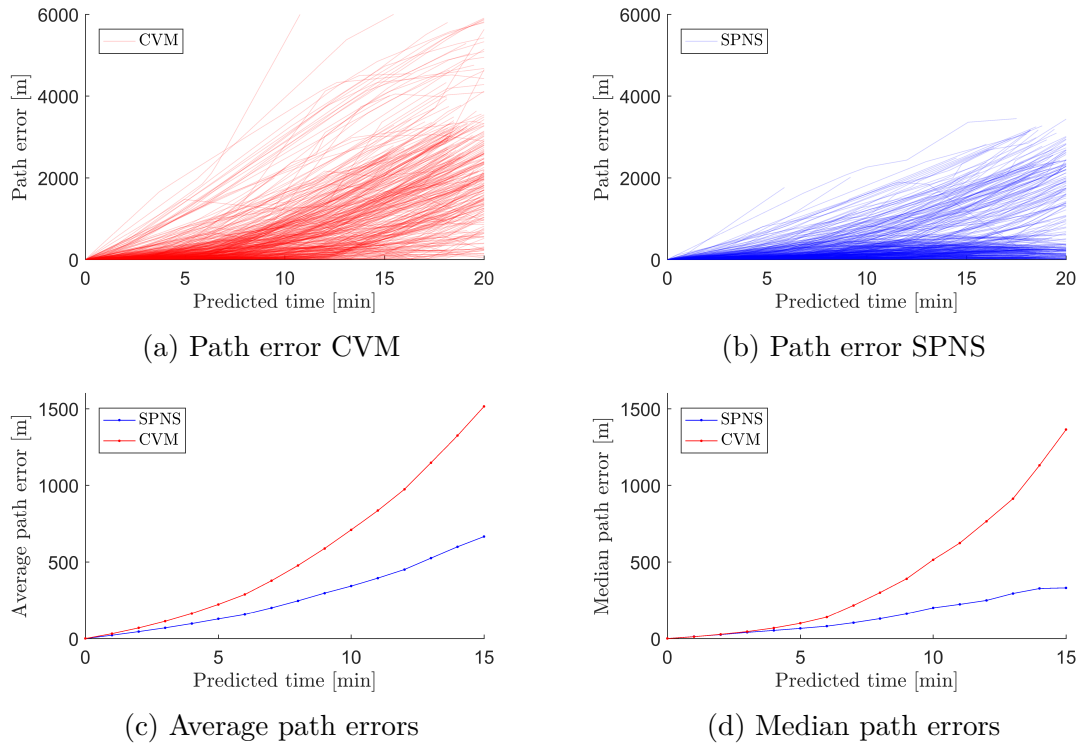 6000
4000
2000
0
Path error [m]
CVM
0 5 10 15 20
Predicted time [min]
(a) Path error CVM
6000
4000
2000
0
Path error [m]
SPNS
0 5 10 15 20
Predicted time [min]
(b) Path error SPNS
1500
1000
500
0
Average path error [m]
SPNS
CVM
0 5 10 15
Predicted time [min]
(c) Average path errors
1500
1000
500
0
Median path error [m]
SPNS
CVM
0 5 10 15
Predicted time [min]
(d) Median path errors